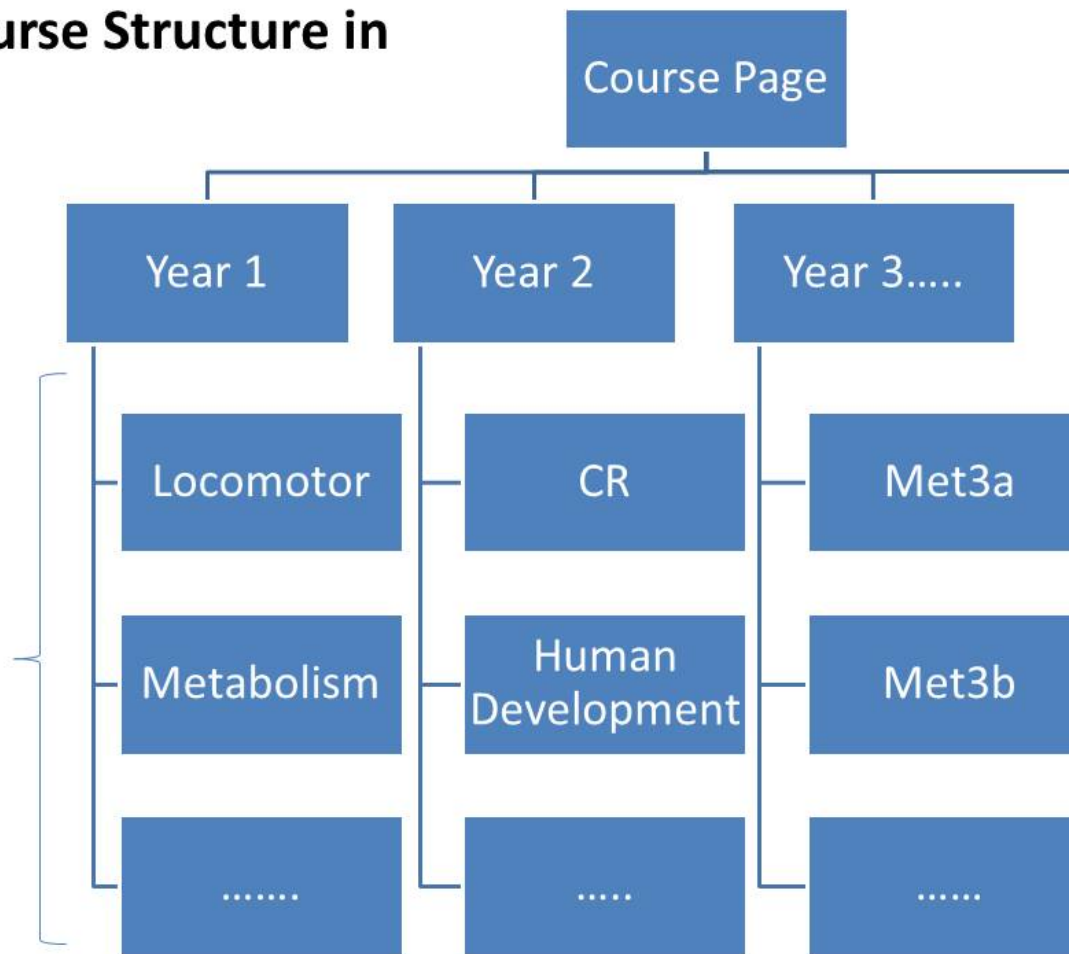 urse Structure in
Course Page
Year 1
Year 2
Year 3.....
Locomotor
CR
Met3a
Metabolism
Human
Development
Met3b
.......
.....
......